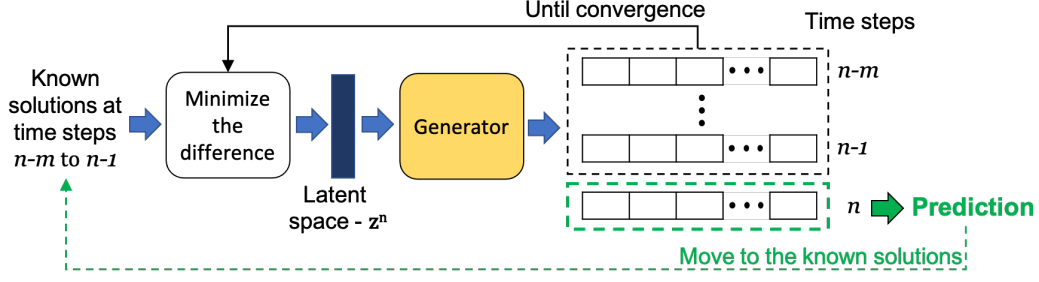 Until convergence
Time steps
Known
solutions at
time steps
n-m to n-1
Minimize
the
difference
Latent
space - zⁿ
Generator
n-m
n-1
n
Prediction
Move to the known solutions